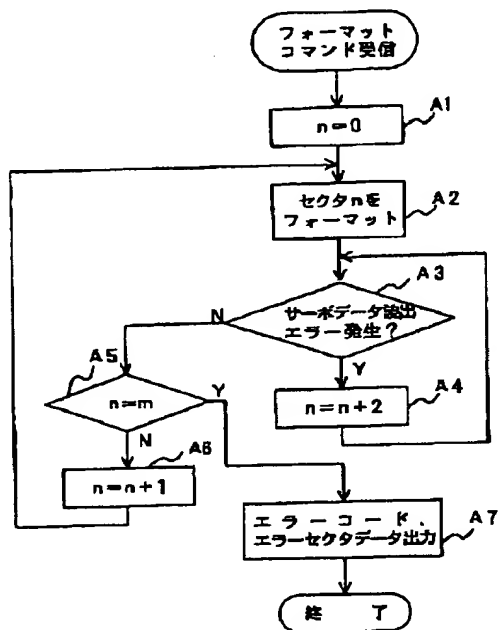 フォーマット
コマンド受信
A1
n=0
セクタnを
フォーマット
A2
A3
サーボデータ読出
エラー発生?
N
Y
A4
n=n+2
A5
n=m
Y
N
A6
n=n+1
エラーコード、
エラーセクタデータ出力
A7
終 了